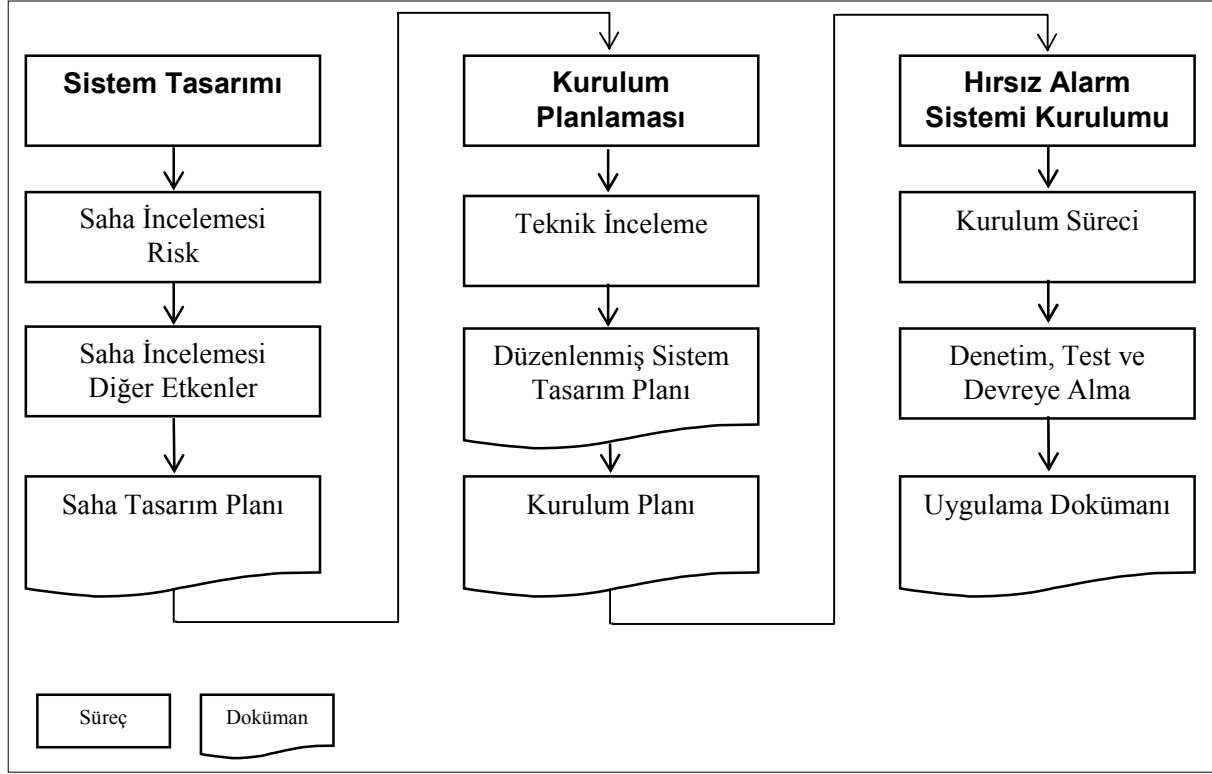 Sistem Tasarımı
Saha İncelemesi
Risk
Saha İncelemesi
Diğer Etkenler
Saha Tasarım Planı
Kurulum
Planlaması
Teknik İnceleme
Düzenlenmiş Sistem
Tasarım Planı
Kurulum Planı
Hırsız Alarm
Sistemi Kurulumu
Kurulum Süreci
Denetim, Test ve
Devreye Alma
Uygulama Dokümanı
Süreç
Doküman